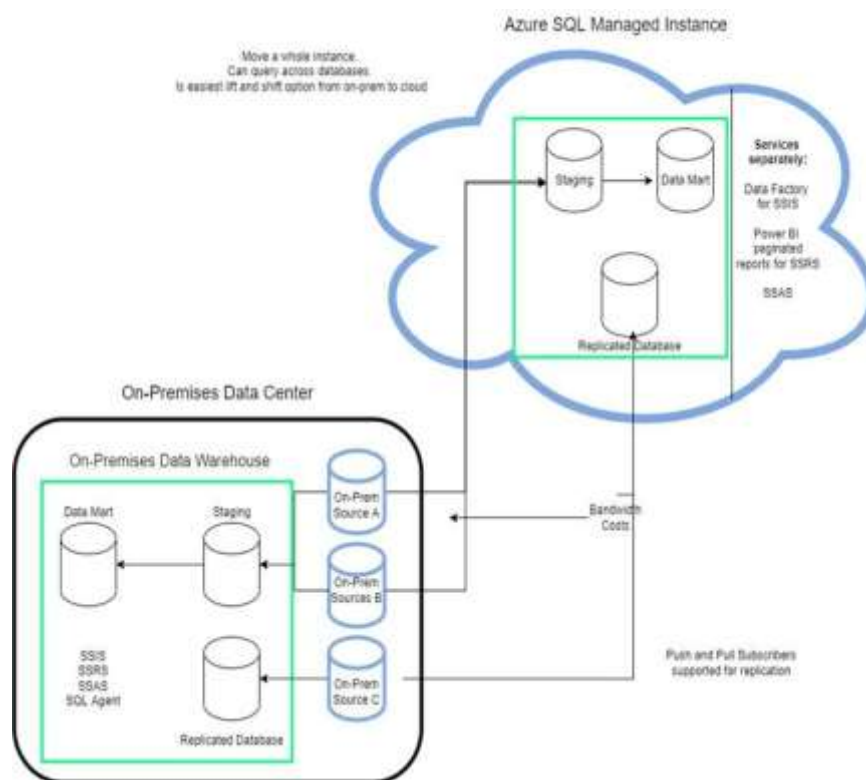 Azure SQL Managed Instance
Move a whole instance.
Can query across databases.
Is easiest lift and shift option from on-prem to cloud
Staging
Data Mart
Services
separately:
Data Factory
for SSIS
Power BI
paginated
reports for SSRS
SSAS
Replicated Database
On-Premises Data Center
On-Premises Data Warehouse
Data Mart
Staging
On-Prem
Source A
On-Prem
Sources B
On-Prem
Source C
Bandwidth
Costs
SSIS
SSRS
SSAS
SQL Agent
Replicated Database
Push and Pull Subscribers
supported for replication